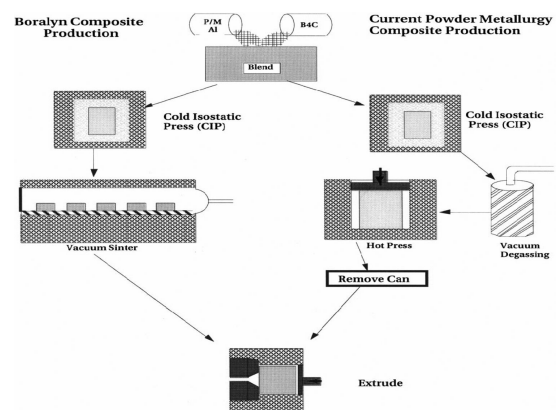 Boralyn Composite
Production
P/M
Al
B4C
Blend
Current Powder Metallurgy
Composite Production
Cold Isostatic
Press (CIP)
Cold Isostatic
Press (CIP)
Vacuum Sinter
Hot Press
Vacuum
Degassing
Remove Can
Extrude